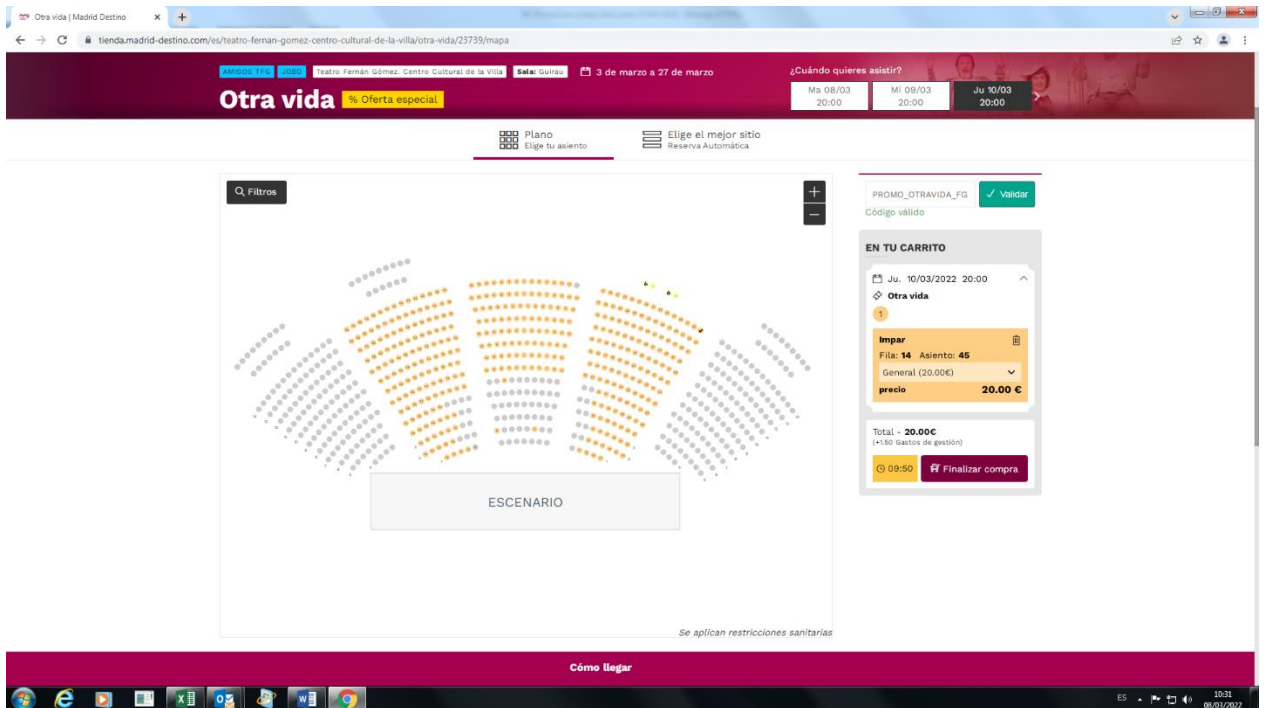 Otra vida | Madrid Destino
tienda.madrid-destino.com/es/teatro-fernan-gomez-centro-cultural-de-la-villa/otra-vida/23739/mapa
AMIGOS TFG JOBO Teatro Fernán Gómez. Centro Cultural de la Villa Sala: Guirau 3 de marzo a 27 de marzo
Otra vida % Oferta especial
¿Cuándo quieres asistir?
Ma 08/03 Mi 09/03 Ju 10/03
20:00 20:00 20:00
Plano
Elige tu asiento
Elige el mejor sitio
Reserva Automática
Filtros
+
−
PROMO_OTRAVIDA_FG Validar
Código válido
EN TU CARRITO
Ju. 10/03/2022 20:00
Otra vida
1
Impar
Fila: 14 Asiento: 45
General (20.00€)
precio 20.00 €
Total - 20.00€
(+1.50 Gastos de gestión)
09:50 Finalizar compra
ESCENARIO
Se aplican restricciones sanitarias
Cómo llegar
ES 10:31
08/03/2022